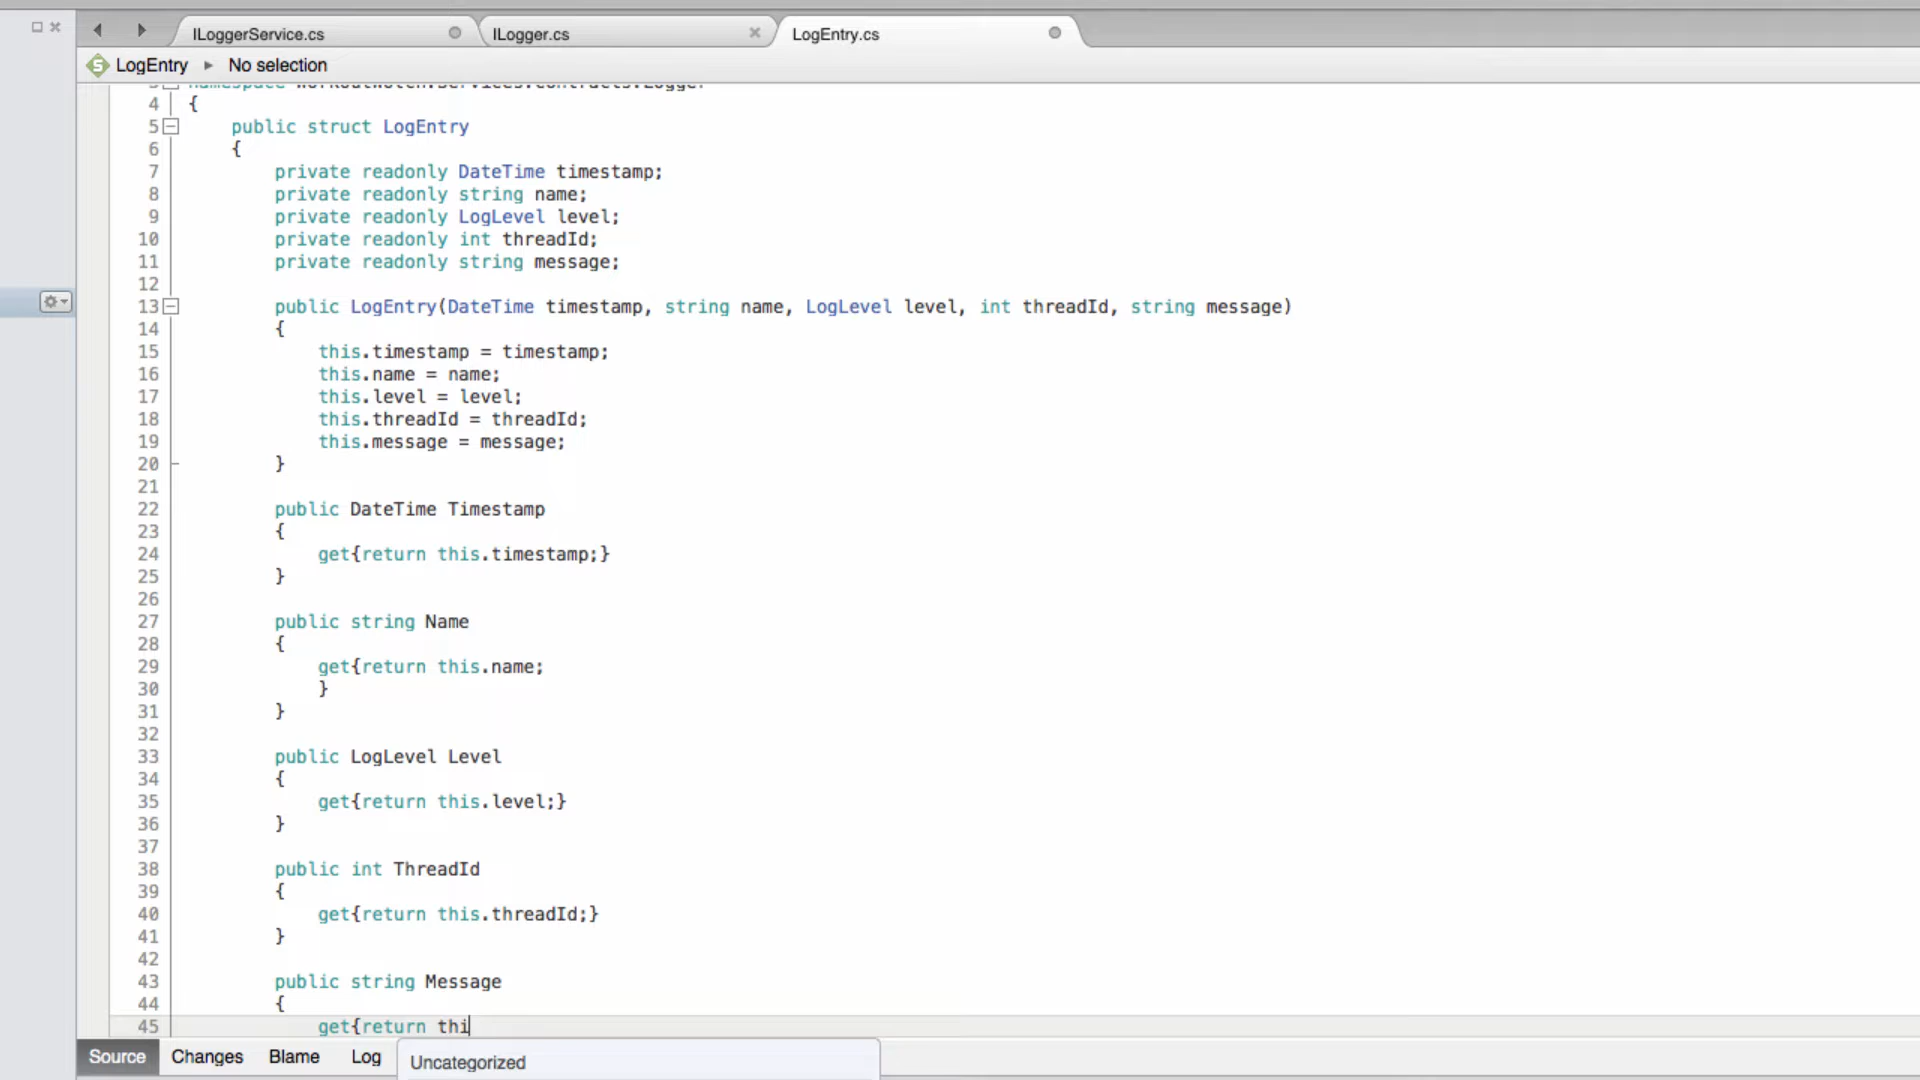 ILoggerService.cs
ILogger.cs
LogEntry.cs
LogEntry
No selection
4 {
5 public struct LogEntry
6 {
7 private readonly DateTime timestamp;
8 private readonly string name;
9 private readonly LogLevel level;
10 private readonly int threadId;
11 private readonly string message;
12
13 public LogEntry(DateTime timestamp, string name, LogLevel level, int threadId, string message)
14 {
15 this.timestamp = timestamp;
16 this.name = name;
17 this.level = level;
18 this.threadId = threadId;
19 this.message = message;
20 }
21
22 public DateTime Timestamp
23 {
24 get{return this.timestamp;}
25 }
26
27 public string Name
28 {
29 get{return this.name;
30 }
31 }
32
33 public LogLevel Level
34 {
35 get{return this.level;}
36 }
37
38 public int ThreadId
39 {
40 get{return this.threadId;}
41 }
42
43 public string Message
44 {
45 get{return thi
Source Changes Blame Log
Uncategorized